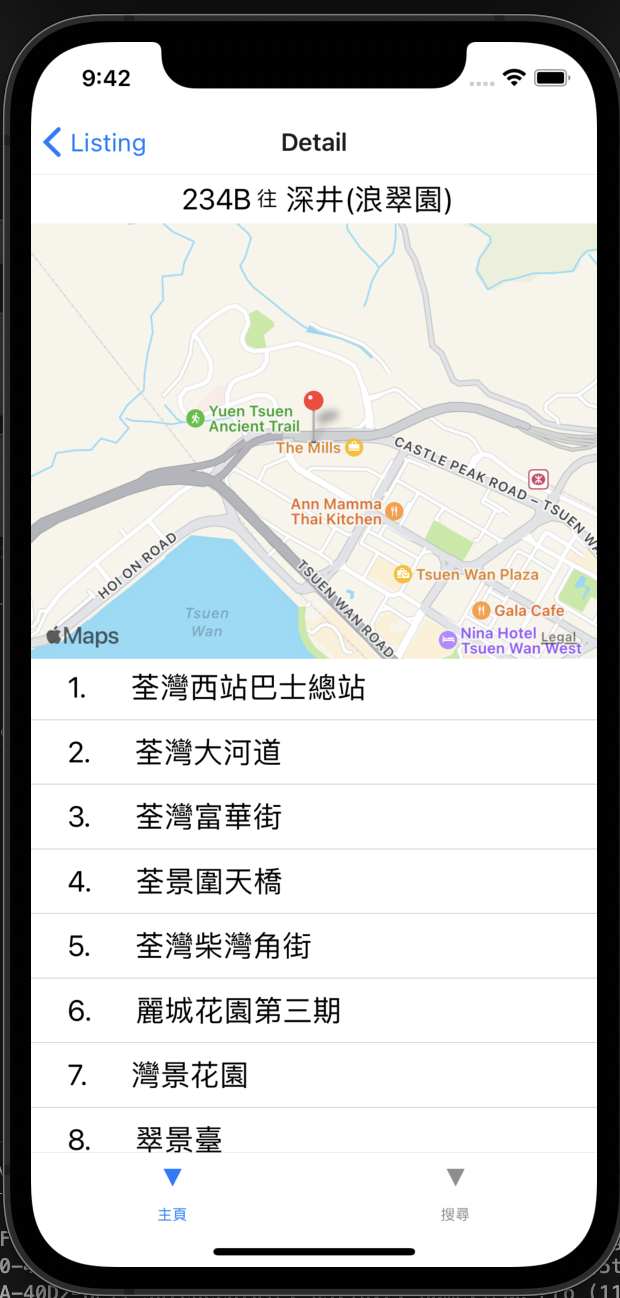 9:42
Listing
Detail
234B 往 深井(浪翠園)
Yuen Tsuen
Ancient Trail
The Mills
CASTLE PEAK ROAD – TSUEN WA
Ann Mamma
Thai Kitchen
HOI ON ROAD
TSUEN WAN ROAD
Tsuen Wan Plaza
Gala Cafe
Tsuen
Wan
Nina Hotel
Tsuen Wan West
Maps
Legal
1. 荃灣西站巴士總站
2. 荃灣大河道
3. 荃灣富華街
4. 荃景圍天橋
5. 荃灣柴灣角街
6. 麗城花園第三期
7. 灣景花園
8. 翠景臺
主頁
搜尋